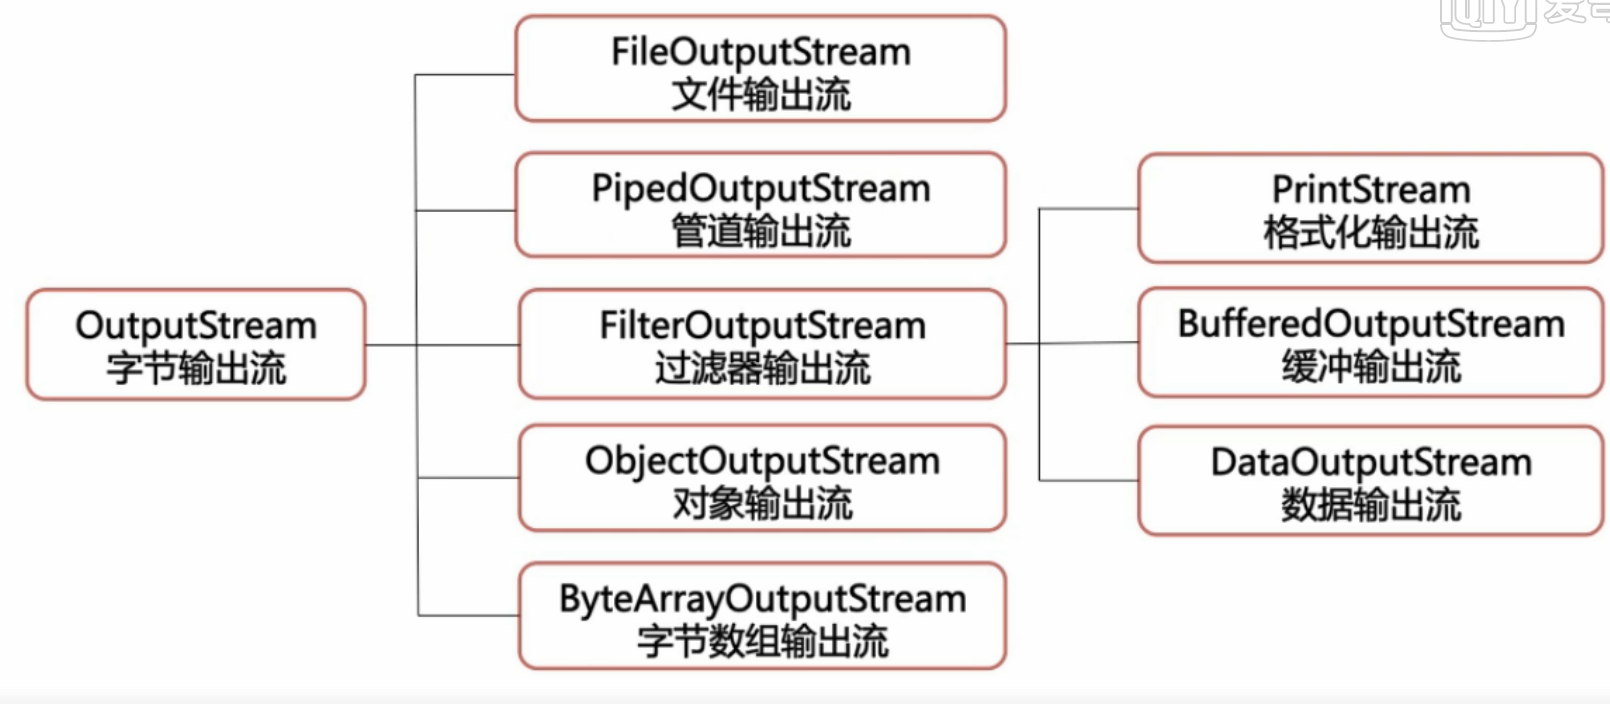 OutputStream
字节输出流
FileOutputStream
文件输出流
PipedOutputStream
管道输出流
FilterOutputStream
过滤器输出流
ObjectOutputStream
对象输出流
ByteArrayOutputStream
字节数组输出流
PrintStream
格式化输出流
BufferedOutputStream
缓冲输出流
DataOutputStream
数据输出流